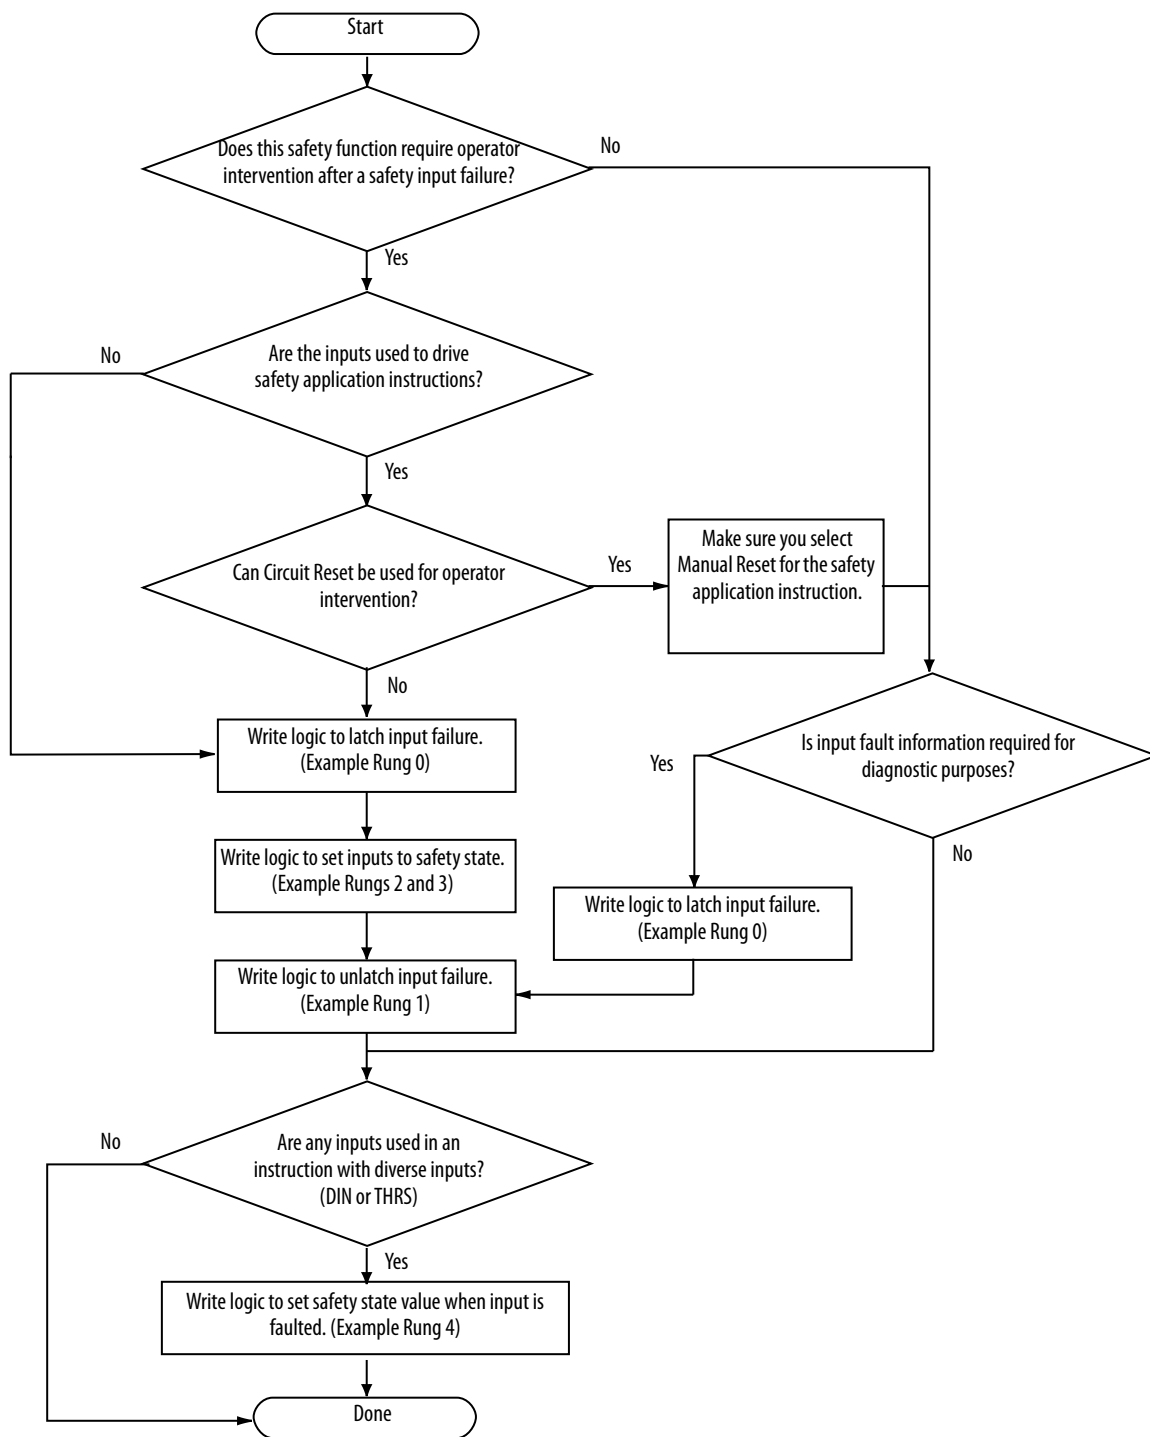 Start
Does this safety function require operator
intervention after a safety input failure?
No
Yes
Are the inputs used to drive
safety application instructions?
No
Yes
Can Circuit Reset be used for operator
intervention?
Yes
Make sure you select
Manual Reset for the safety
application instruction.
No
Write logic to latch input failure.
(Example Rung 0)
Is input fault information required for
diagnostic purposes?
Yes
No
Write logic to set inputs to safety state.
(Example Rungs 2 and 3)
Write logic to latch input failure.
(Example Rung 0)
Write logic to unlatch input failure.
(Example Rung 1)
Are any inputs used in an
instruction with diverse inputs?
(DIN or THRS)
No
Yes
Write logic to set safety state value when input is
faulted. (Example Rung 4)
Done